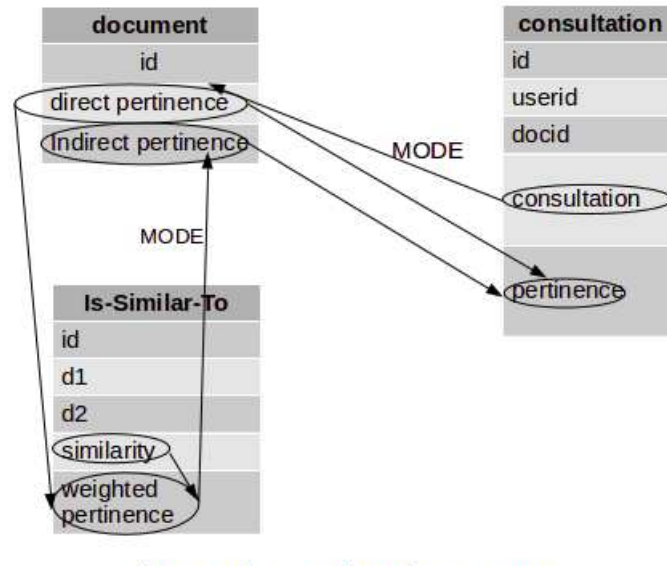 document
id
direct pertinence
Indirect pertinence
consultation
id
userid
docid
consultation
pertinence
MODE
MODE
Is-Similar-To
id
d1
d2
similarity
weighted
pertinence